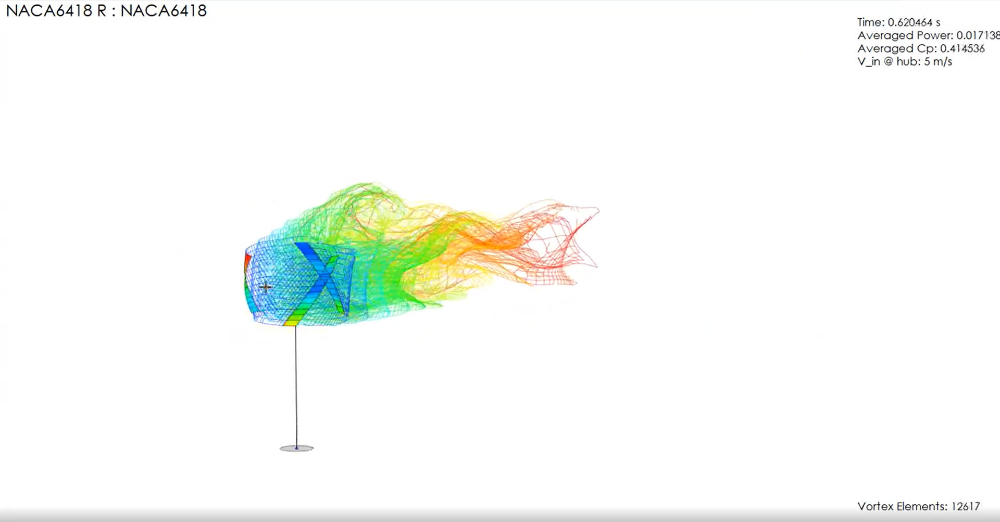 NACA6418 R : NACA6418
Time: 0.620464 s
Averaged Power: 0.017138
Averaged Cp: 0.414536
V_in @ hub: 5 m/s
Vortex Elements: 12617